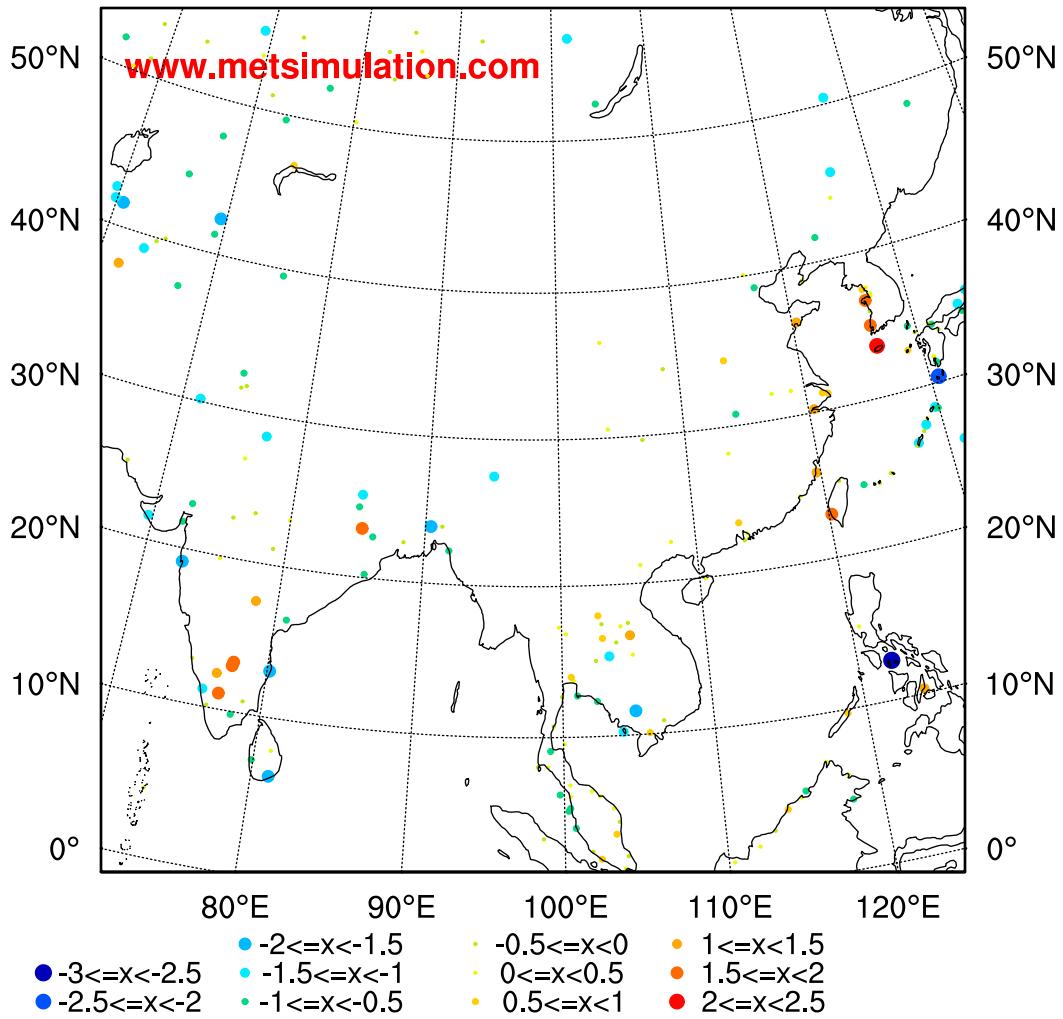 50°N
50°N
www.metsimulation.com
40°N
40°N
30°N
30°N
20°N
20°N
10°N
10°N
0°
0°
80°E 90°E 100°E 110°E 120°E
-2<=x<-1.5 -0.5<=x<0 1<=x<1.5
-3<=x<-2.5 -1.5<=x<-1 0<=x<0.5 1.5<=x<2
-2.5<=x<-2 -1<=x<-0.5 0.5<=x<1 2<=x<2.5